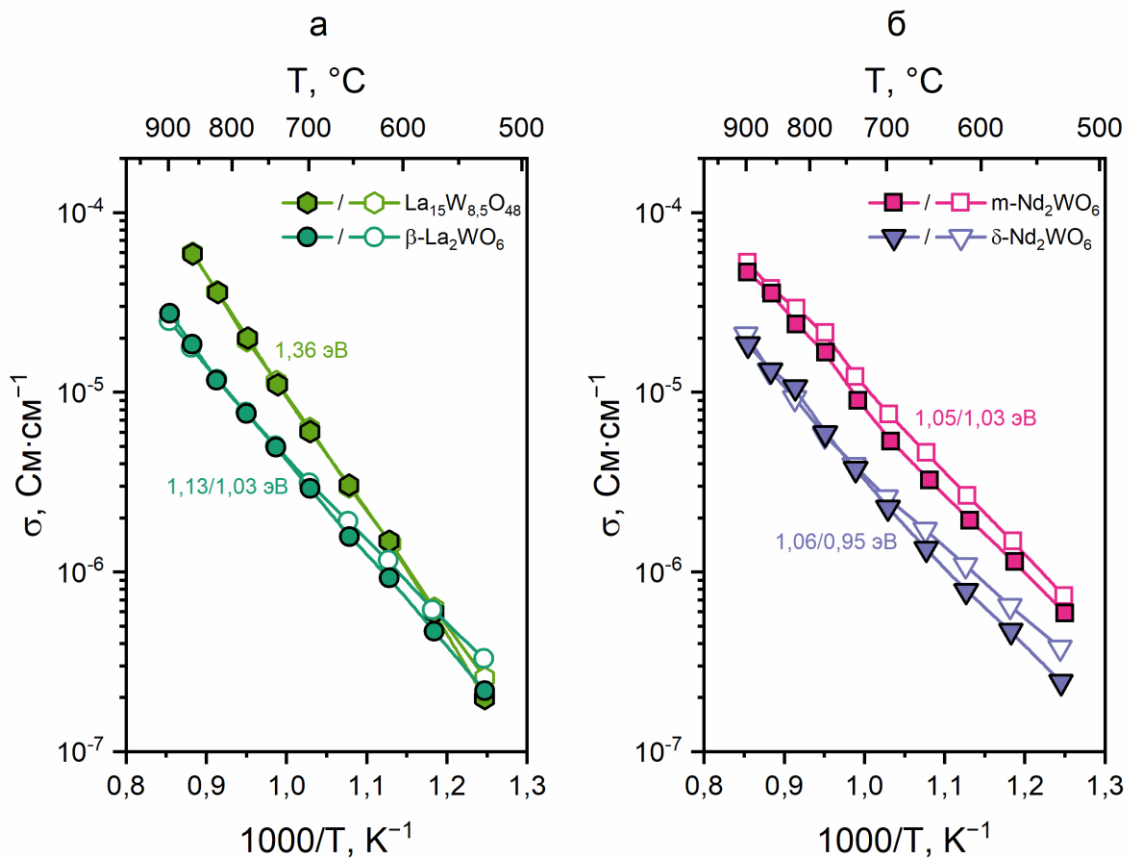 а
T, °C
900 800 700 600 500
10⁻⁴
10⁻⁵
10⁻⁶
10⁻⁷
σ, См·см⁻¹
/ La₁₅W₈,₅O₄₈
/ β-La₂WO₆
1,36 эВ
1,13/1,03 эВ
0,8 0,9 1,0 1,1 1,2 1,3
1000/T, K⁻¹
б
T, °C
900 800 700 600 500
10⁻⁴
10⁻⁵
10⁻⁶
10⁻⁷
σ, См·см⁻¹
/ m-Nd₂WO₆
/ δ-Nd₂WO₆
1,05/1,03 эВ
1,06/0,95 эВ
0,8 0,9 1,0 1,1 1,2 1,3
1000/T, K⁻¹